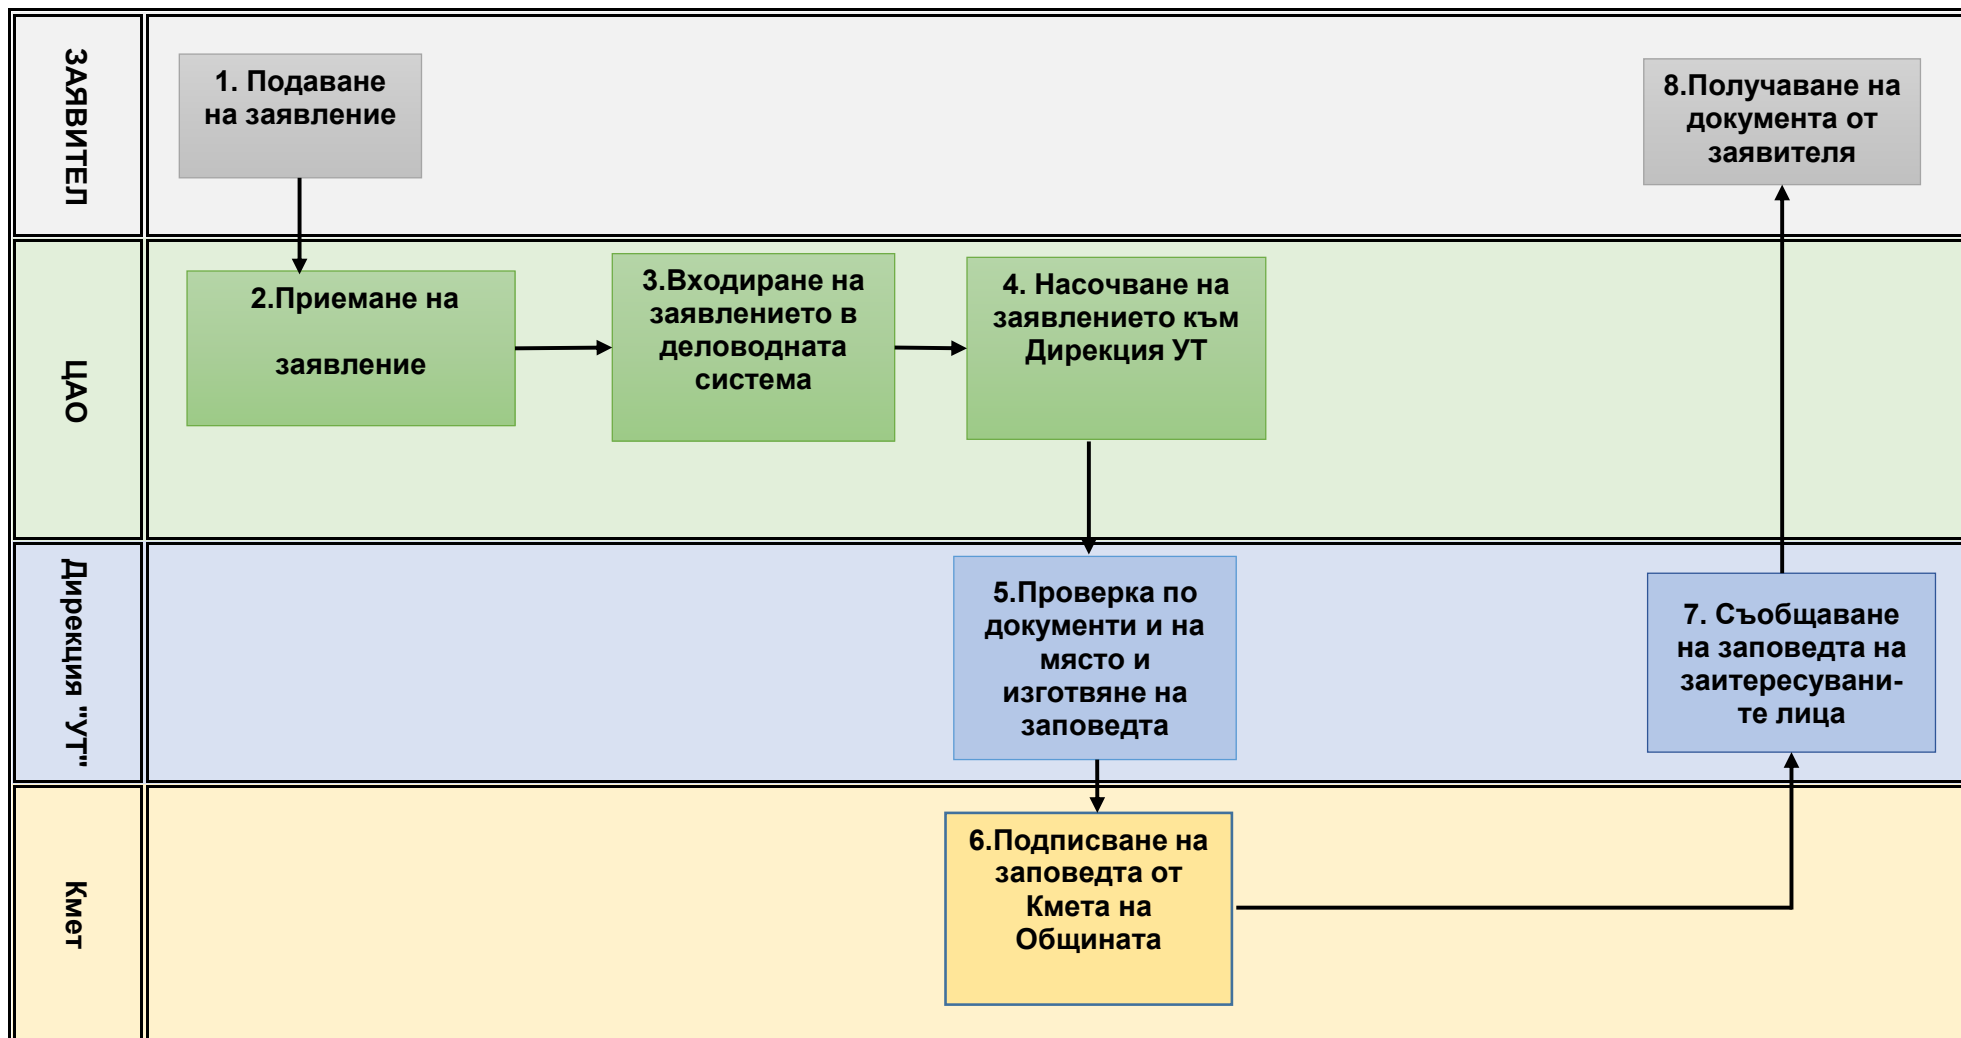 ЗАЯВИТЕЛ
1. Подаване
на заявление
8.Получаване на
документа от
заявителя
ЦАО
2.Приемане на
заявление
3.Входиране на
заявлението в
деловодната
система
4. Насочване на
заявлението към
Дирекция УТ
Дирекция "УТ"
5.Проверка по
документи и на
място и
изготвяне на
заповедта
7. Съобщаване
на заповедта на
заитересувани-
те лица
Кмет
6.Подписване на
заповедта от
Кмета на
Общината